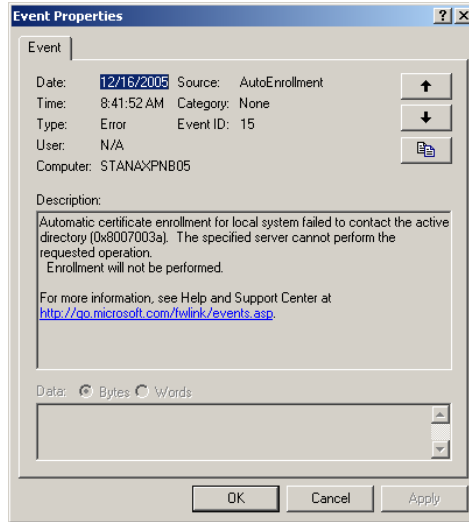 Event Properties
Event
Date: 12/16/2005 Source: AutoEnrollment
Time: 8:41:52 AM Category: None
Type: Error Event ID: 15
User: N/A
Computer: STANAXPNB05
Description:
Automatic certificate enrollment for local system failed to contact the active
directory (0x8007003a). The specified server cannot perform the
requested operation.
Enrollment will not be performed.
For more information, see Help and Support Center at
http://go.microsoft.com/fwlink/events.asp.
Data: Bytes Words
OK Cancel Apply